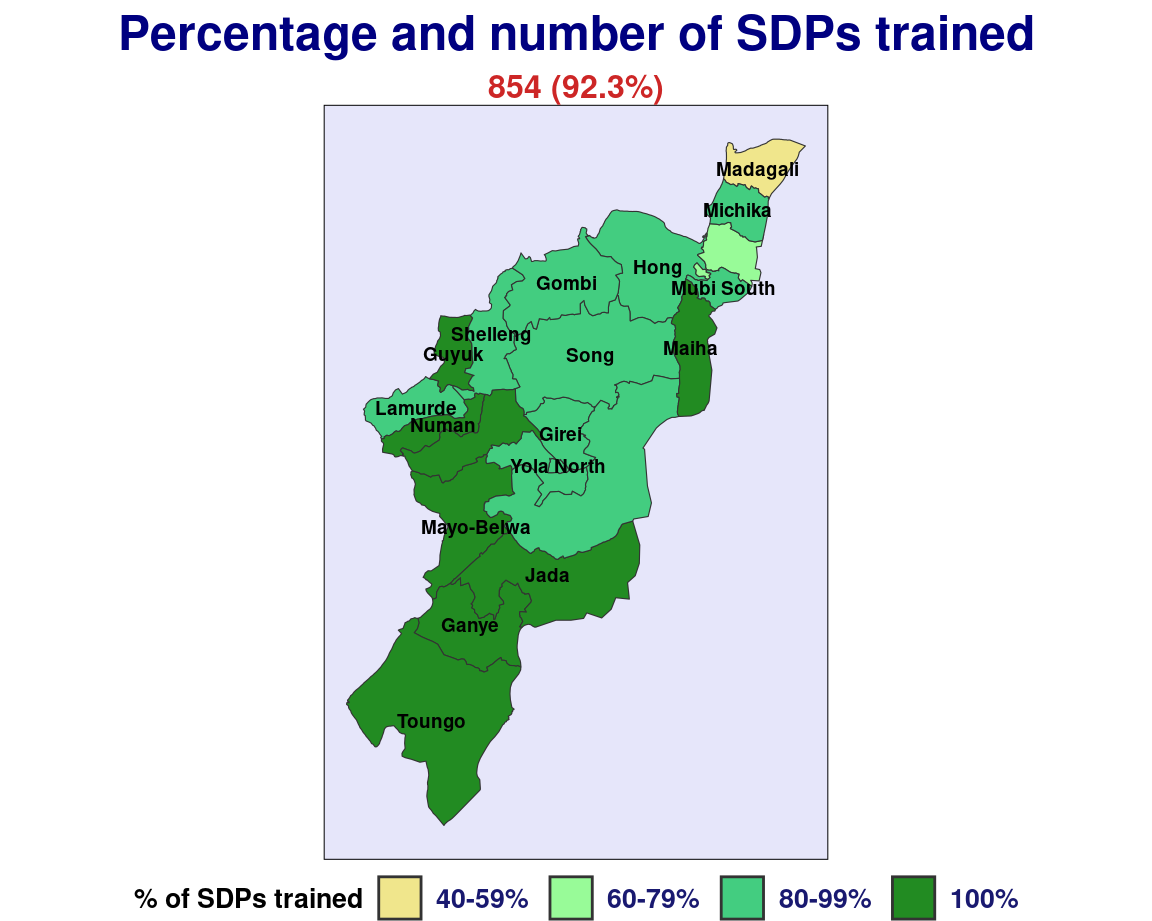 Percentage and number of SDPs trained
854 (92.3%)
Madagali
Michika
Hong
Gombi
Mubi South
Shelleng
Guyuk
Song
Maiha
Lamurde
Numan
Girei
Yola North
Mayo-Belwa
Jada
Ganye
Toungo
% of SDPs trained 40-59% 60-79% 80-99% 100%